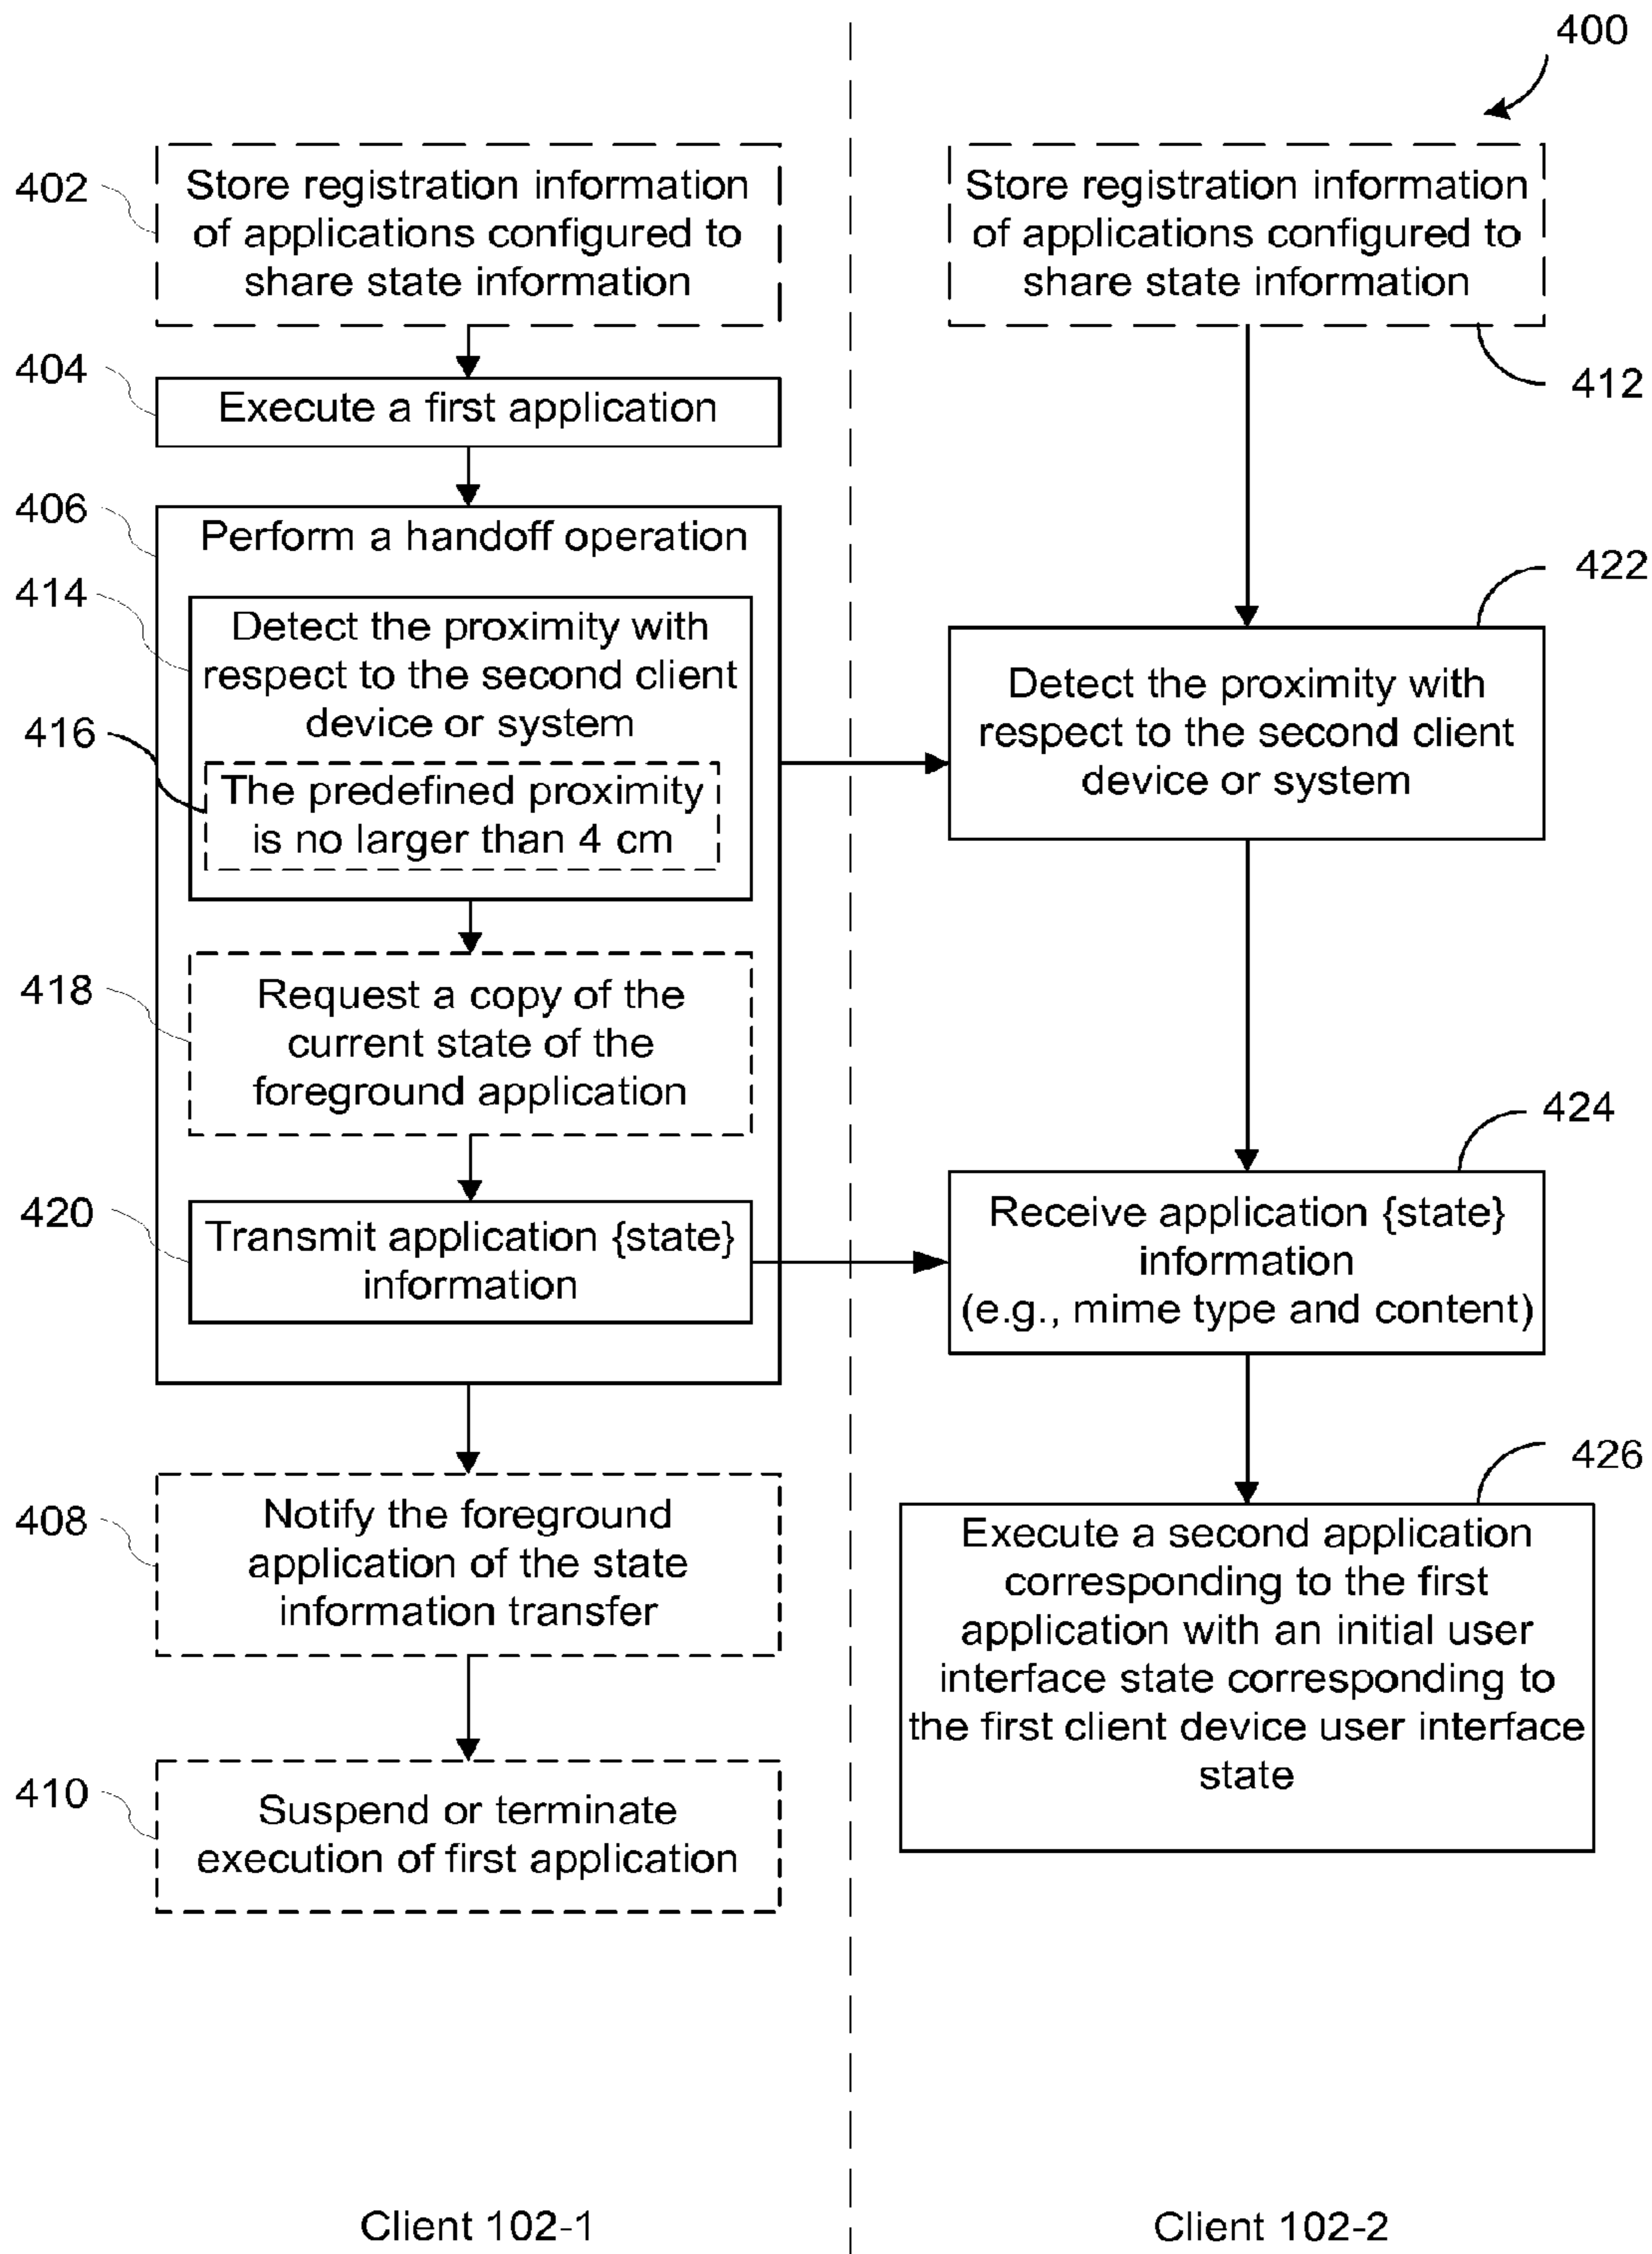 400
402
Store registration information
of applications configured to
share state information
404
Execute a first application
406
Perform a handoff operation
414
Detect the proximity with
respect to the second client
device or system
416
The predefined proximity
is no larger than 4 cm
418
Request a copy of the
current state of the
foreground application
420
Transmit application {state}
information
408
Notify the foreground
application of the state
information transfer
410
Suspend or terminate
execution of first application
Client 102-1
Store registration information
of applications configured to
share state information
412
422
Detect the proximity with
respect to the second client
device or system
424
Receive application {state}
information
(e.g., mime type and content)
426
Execute a second application
corresponding to the first
application with an initial user
interface state corresponding to
the first client device user interface
state
Client 102-2